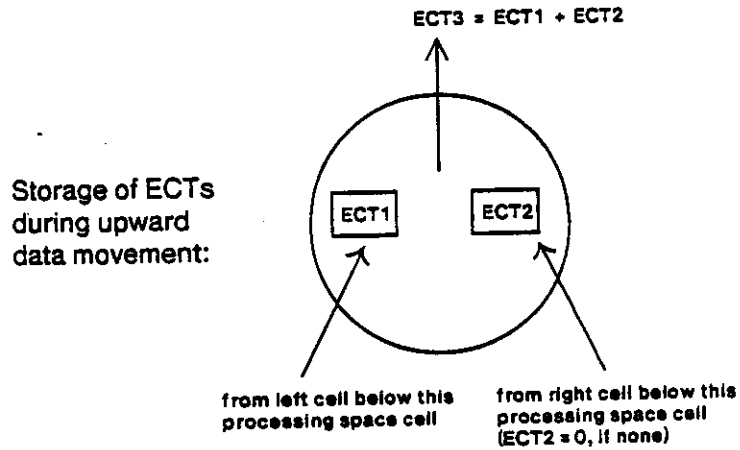 ECT3 = ECT1 + ECT2
Storage of ECTs
during upward
data movement:
ECT1
ECT2
from left cell below this
processing space cell
from right cell below this
processing space cell
(ECT2 = 0, if none)